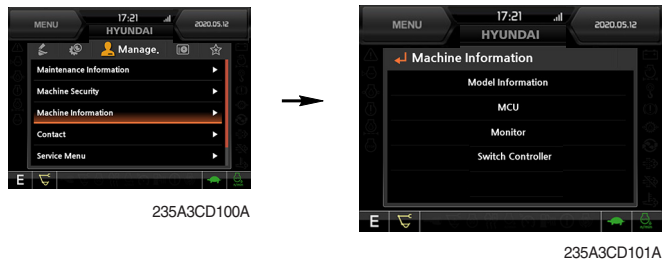 MENU
17:21
HYUNDAI
2020.05.12
Manage.
Maintenance Information
Machine Security
Machine Information
Contact
Service Menu
E
235A3CD100A
MENU
17:21
HYUNDAI
2020.05.12
Machine Information
Model Information
MCU
Monitor
Switch Controller
E
235A3CD101A